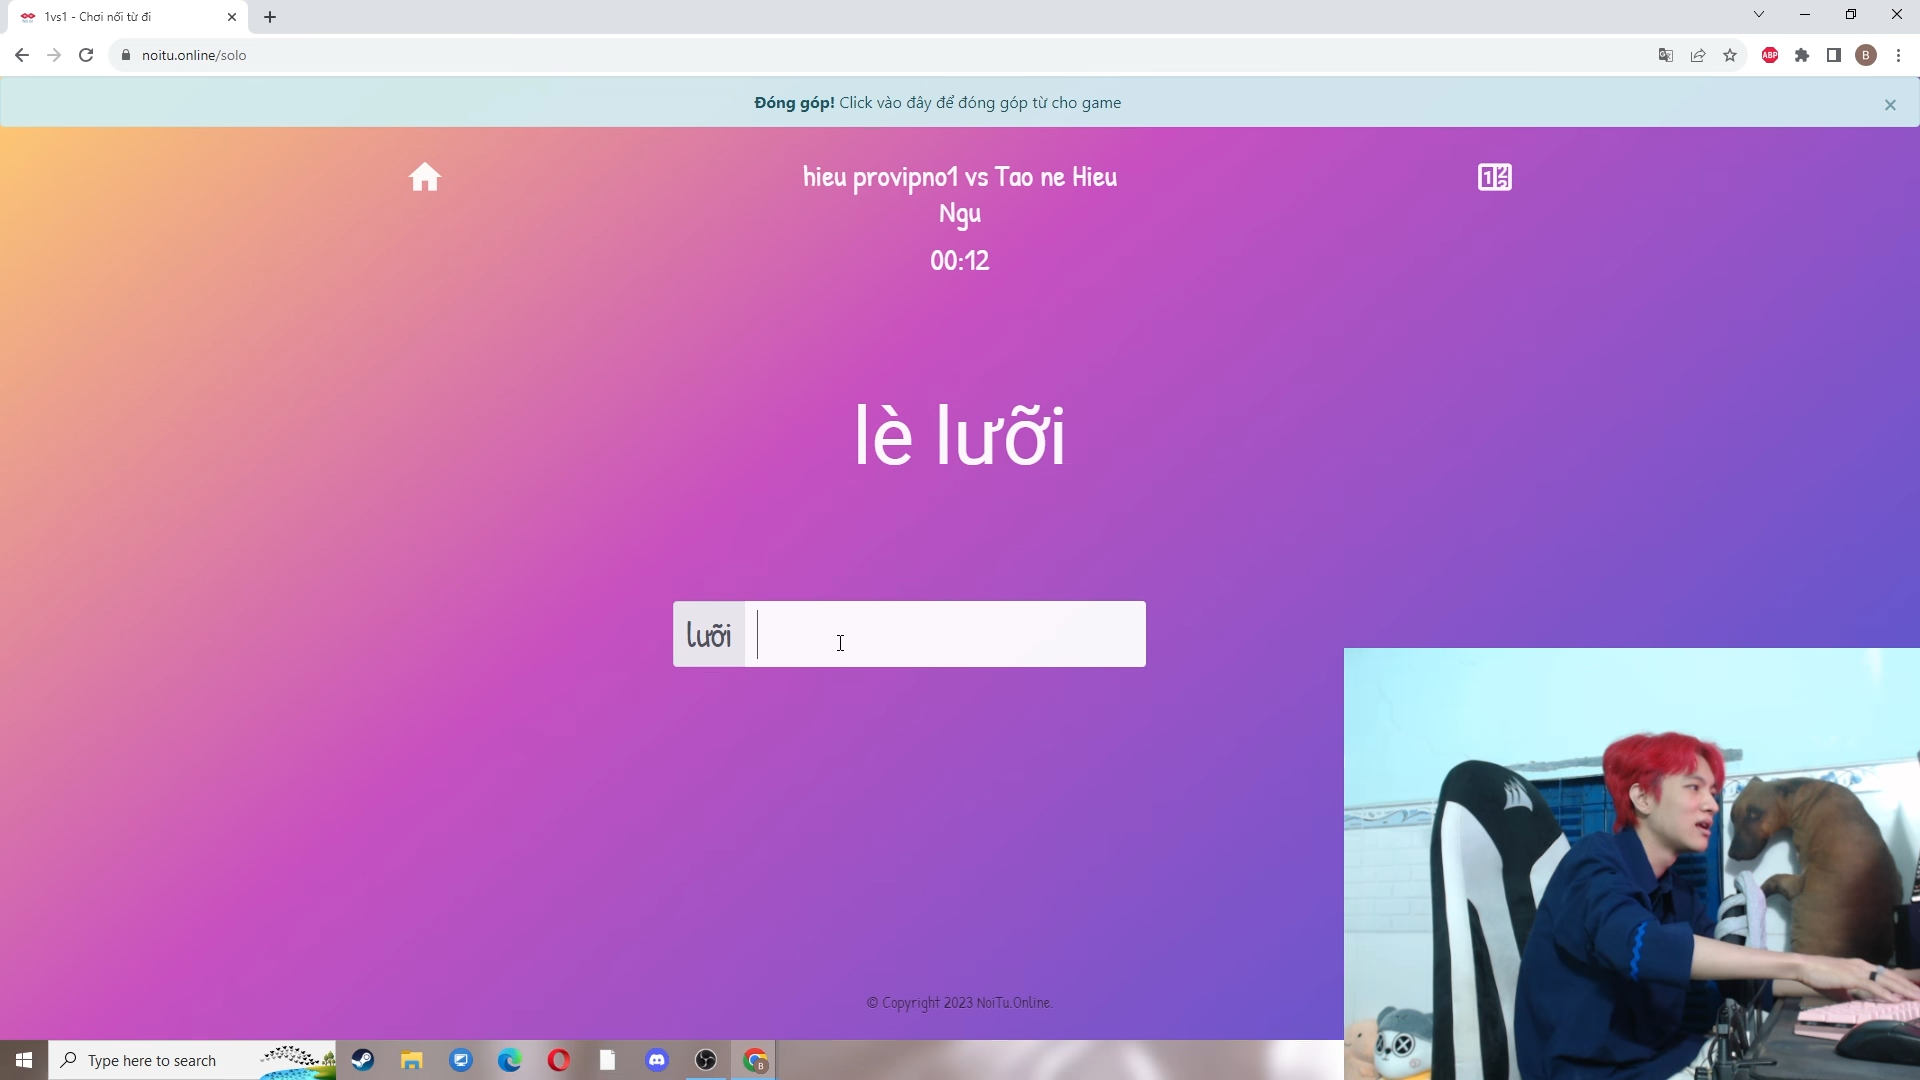 1vs1 - Chơi nối từ đi
noitu.online/solo
ABP
B
Đóng góp! Click vào đây để đóng góp từ cho game
hieu provipno1 vs Tao ne Hieu
Ngu
00:12
lè lưỡi
lưỡi
© Copyright 2023 NoiTu.Online.
Type here to search
B